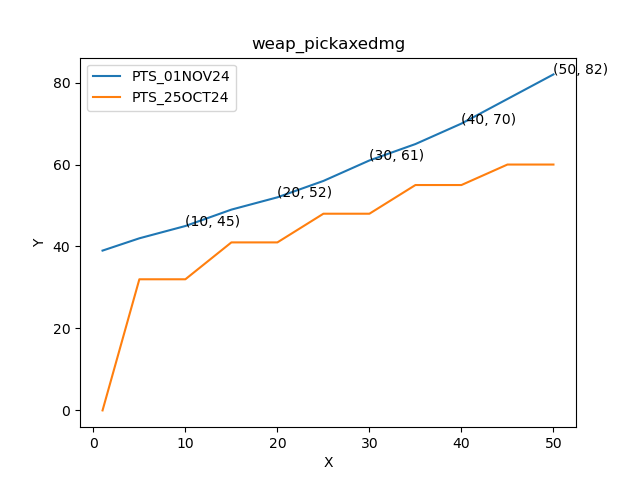 weap_pickaxedmg
PTS_01NOV24
PTS_25OCT24
(50, 82)
(40, 70)
(30, 61)
(20, 52)
(10, 45)
80
60
40
20
0
Y
0 10 20 30 40 50
X